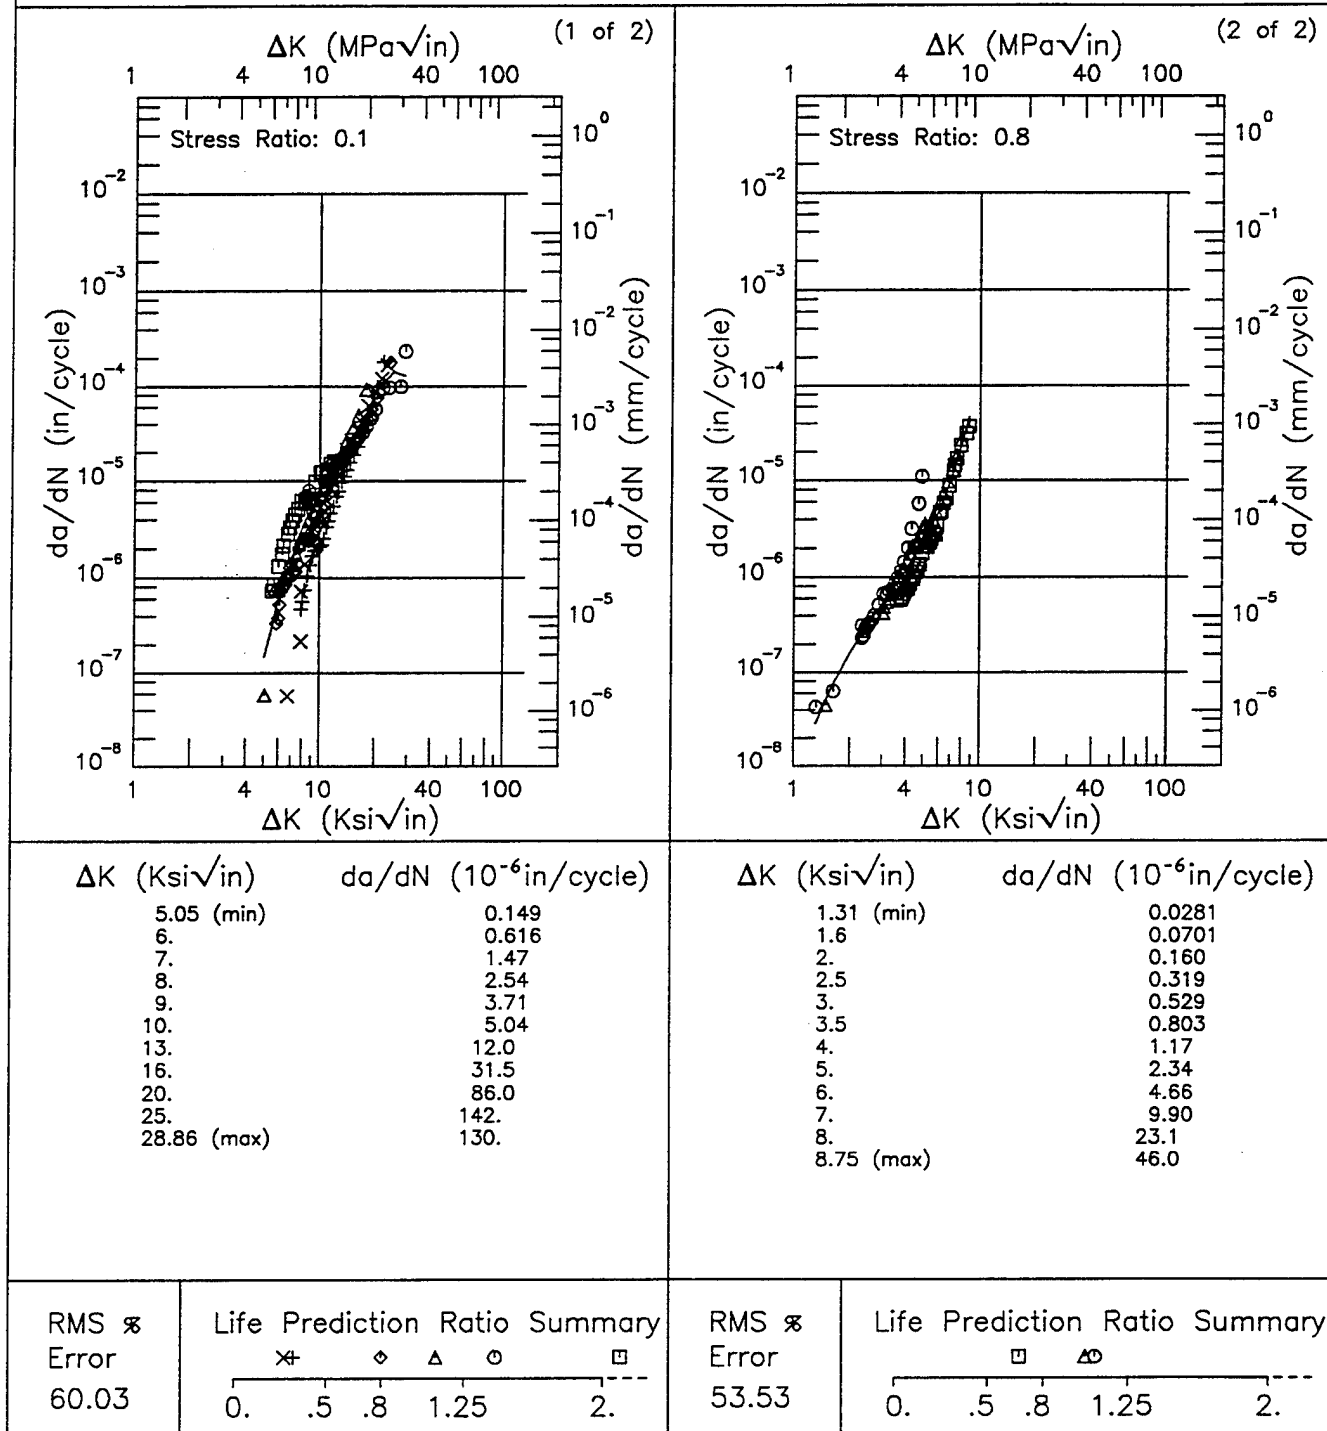 (1 of 2)
ΔK (MPa√in)
1 4 10 40 100
Stress Ratio: 0.1
10⁰
10⁻²
10⁻¹
10⁻³
10⁻²
10⁻⁴
10⁻³
10⁻⁵
10⁻⁴
10⁻⁶
10⁻⁵
10⁻⁷
10⁻⁶
10⁻⁸
da/dN (in/cycle)
da/dN (mm/cycle)
1 4 10 40 100
ΔK (Ksi√in)
ΔK (Ksi√in) da/dN (10⁻⁶in/cycle)
5.05 (min) 0.149
6. 0.616
7. 1.47
8. 2.54
9. 3.71
10. 5.04
13. 12.0
16. 31.5
20. 86.0
25. 142.
28.86 (max) 130.
RMS %
Error
60.03
Life Prediction Ratio Summary
0. .5 .8 1.25 2.
(2 of 2)
ΔK (MPa√in)
1 4 10 40 100
Stress Ratio: 0.8
10⁰
10⁻²
10⁻¹
10⁻³
10⁻²
10⁻⁴
10⁻³
10⁻⁵
10⁻⁴
10⁻⁶
10⁻⁵
10⁻⁷
10⁻⁶
10⁻⁸
da/dN (in/cycle)
da/dN (mm/cycle)
1 4 10 40 100
ΔK (Ksi√in)
ΔK (Ksi√in) da/dN (10⁻⁶in/cycle)
1.31 (min) 0.0281
1.6 0.0701
2. 0.160
2.5 0.319
3. 0.529
3.5 0.803
4. 1.17
5. 2.34
6. 4.66
7. 9.90
8. 23.1
8.75 (max) 46.0
RMS %
Error
53.53
Life Prediction Ratio Summary
0. .5 .8 1.25 2.